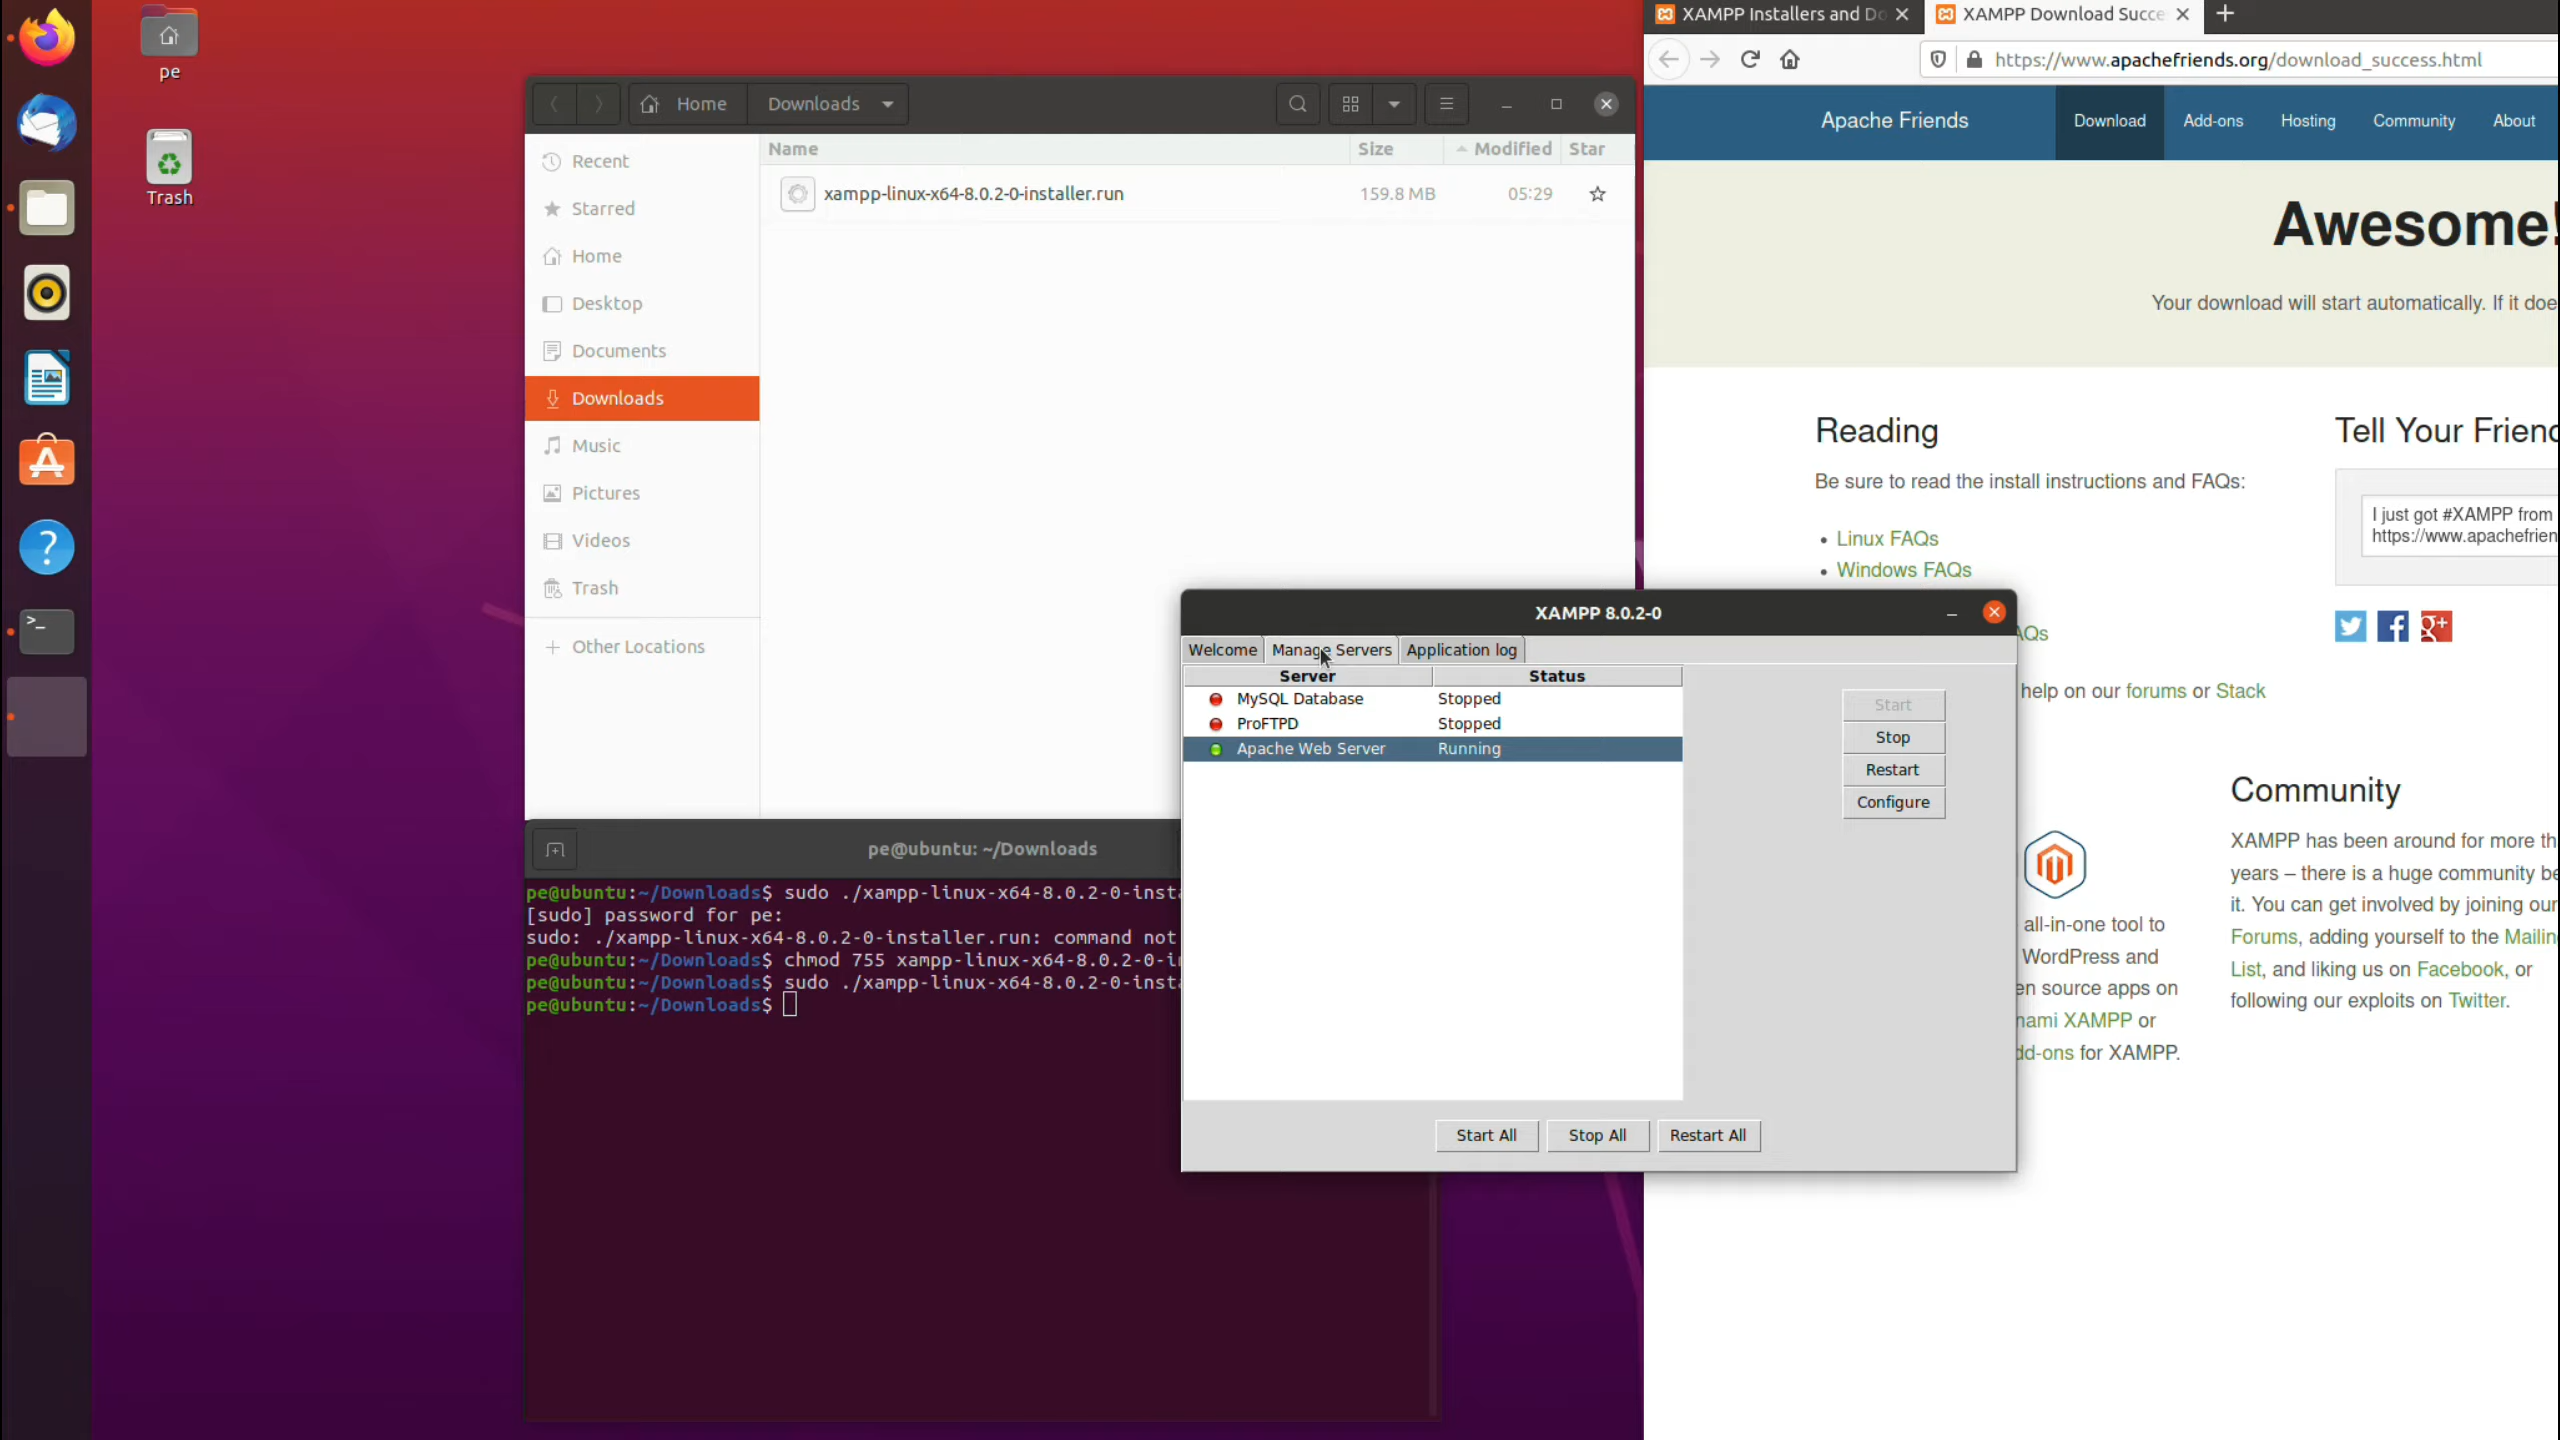 pe
Trash
Home
Downloads
Name
Size
Modified
Star
Recent
Starred
Home
Desktop
Documents
Downloads
Music
Pictures
Videos
Trash
Other Locations
xampp-linux-x64-8.0.2-0-installer.run
159.8 MB
05:29
pe@ubuntu: ~/Downloads
pe@ubuntu:~/Downloads$ sudo ./xampp-linux-x64-8.0.2-0-insta
[sudo] password for pe:
sudo: ./xampp-linux-x64-8.0.2-0-installer.run: command not
pe@ubuntu:~/Downloads$ chmod 755 xampp-linux-x64-8.0.2-0-i
pe@ubuntu:~/Downloads$ sudo ./xampp-linux-x64-8.0.2-0-insta
pe@ubuntu:~/Downloads$
XAMPP 8.0.2-0
Welcome
Manage Servers
Application log
Server
Status
MySQL Database
Stopped
ProFTPD
Stopped
Apache Web Server
Running
Start
Stop
Restart
Configure
Start All
Stop All
Restart All
XAMPP Installers and Do
XAMPP Download Succe
https://www.apachefriends.org/download_success.html
Apache Friends
Download
Add-ons
Hosting
Community
About
Awesome!
Your download will start automatically. If it doe
Reading
Be sure to read the install instructions and FAQs:
Linux FAQs
Windows FAQs
AQs
help on our forums or Stack
Tell Your Friend
I just got #XAMPP from
https://www.apachefrien
all-in-one tool to
WordPress and
en source apps on
nami XAMPP or
dd-ons for XAMPP.
Community
XAMPP has been around for more th
years – there is a huge community be
it. You can get involved by joining our
Forums, adding yourself to the Mailin
List, and liking us on Facebook, or
following our exploits on Twitter.